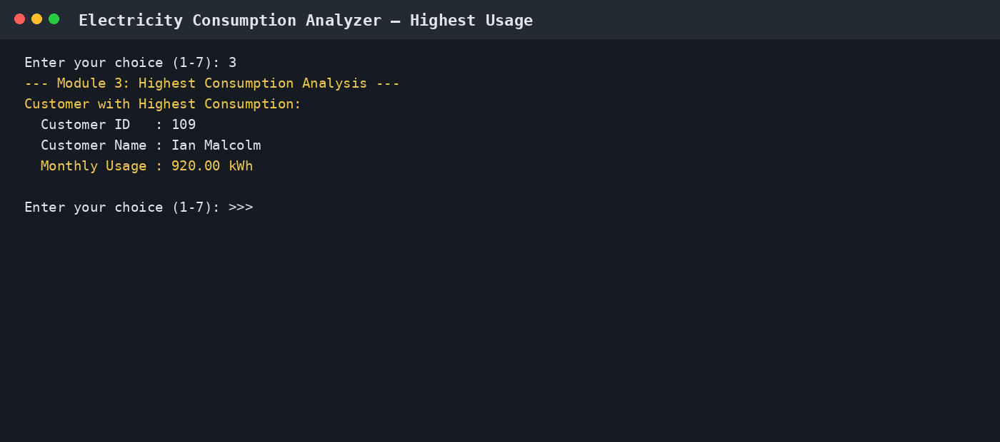 Electricity Consumption Analyzer — Highest Usage
Enter your choice (1-7): 3
--- Module 3: Highest Consumption Analysis ---
Customer with Highest Consumption:
  Customer ID   : 109
  Customer Name : Ian Malcolm
  Monthly Usage : 920.00 kWh
Enter your choice (1-7): >>>